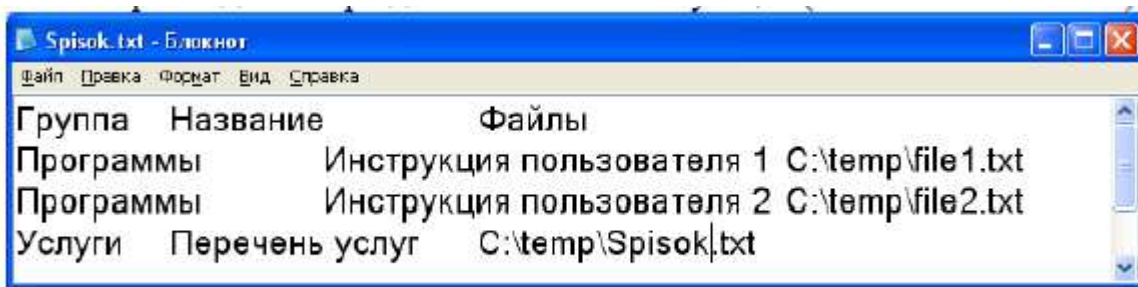 Spisok.txt - Блокнот
Файл Правка Формат Вид Справка
Группа Название Файлы
Программы Инструкция пользователя 1 C:\temp\file1.txt
Программы Инструкция пользователя 2 C:\temp\file2.txt
Услуги Перечень услуг C:\temp\Spisok.txt